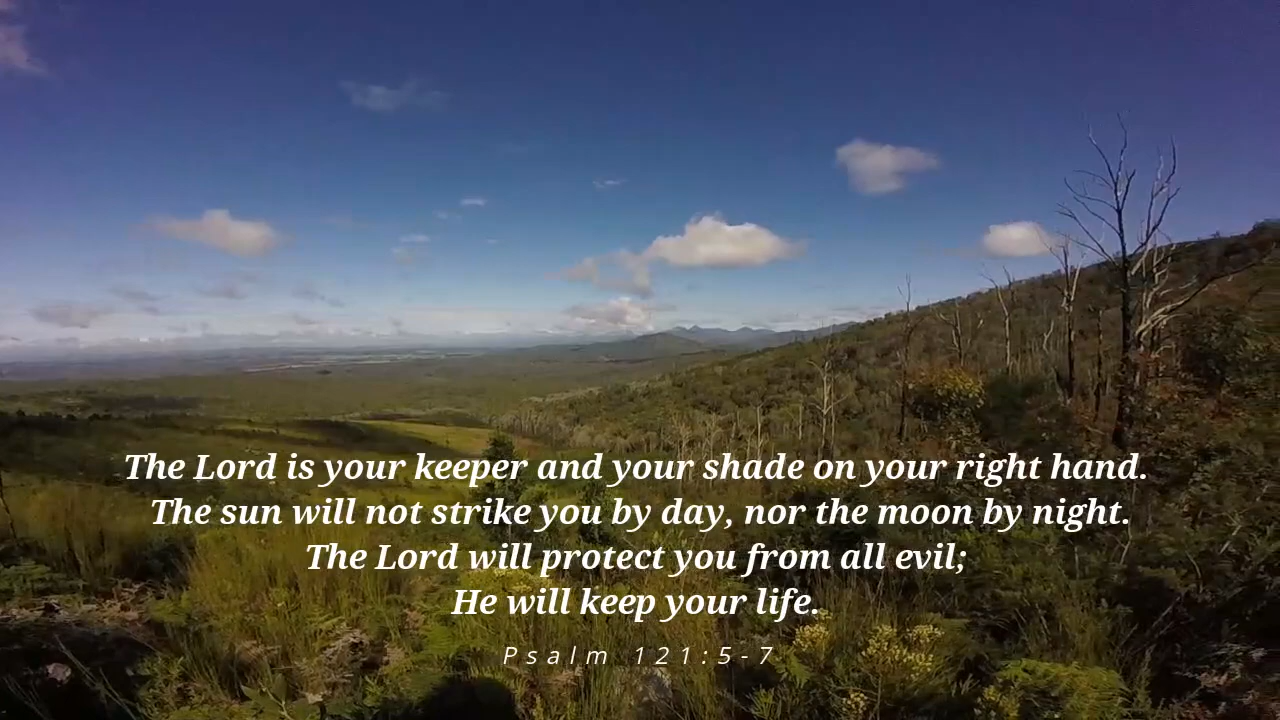 The Lord is your keeper and your shade on your right hand.
The sun will not strike you by day, nor the moon by night.
The Lord will protect you from all evil;
He will keep your life.
Psalm 121:5-7